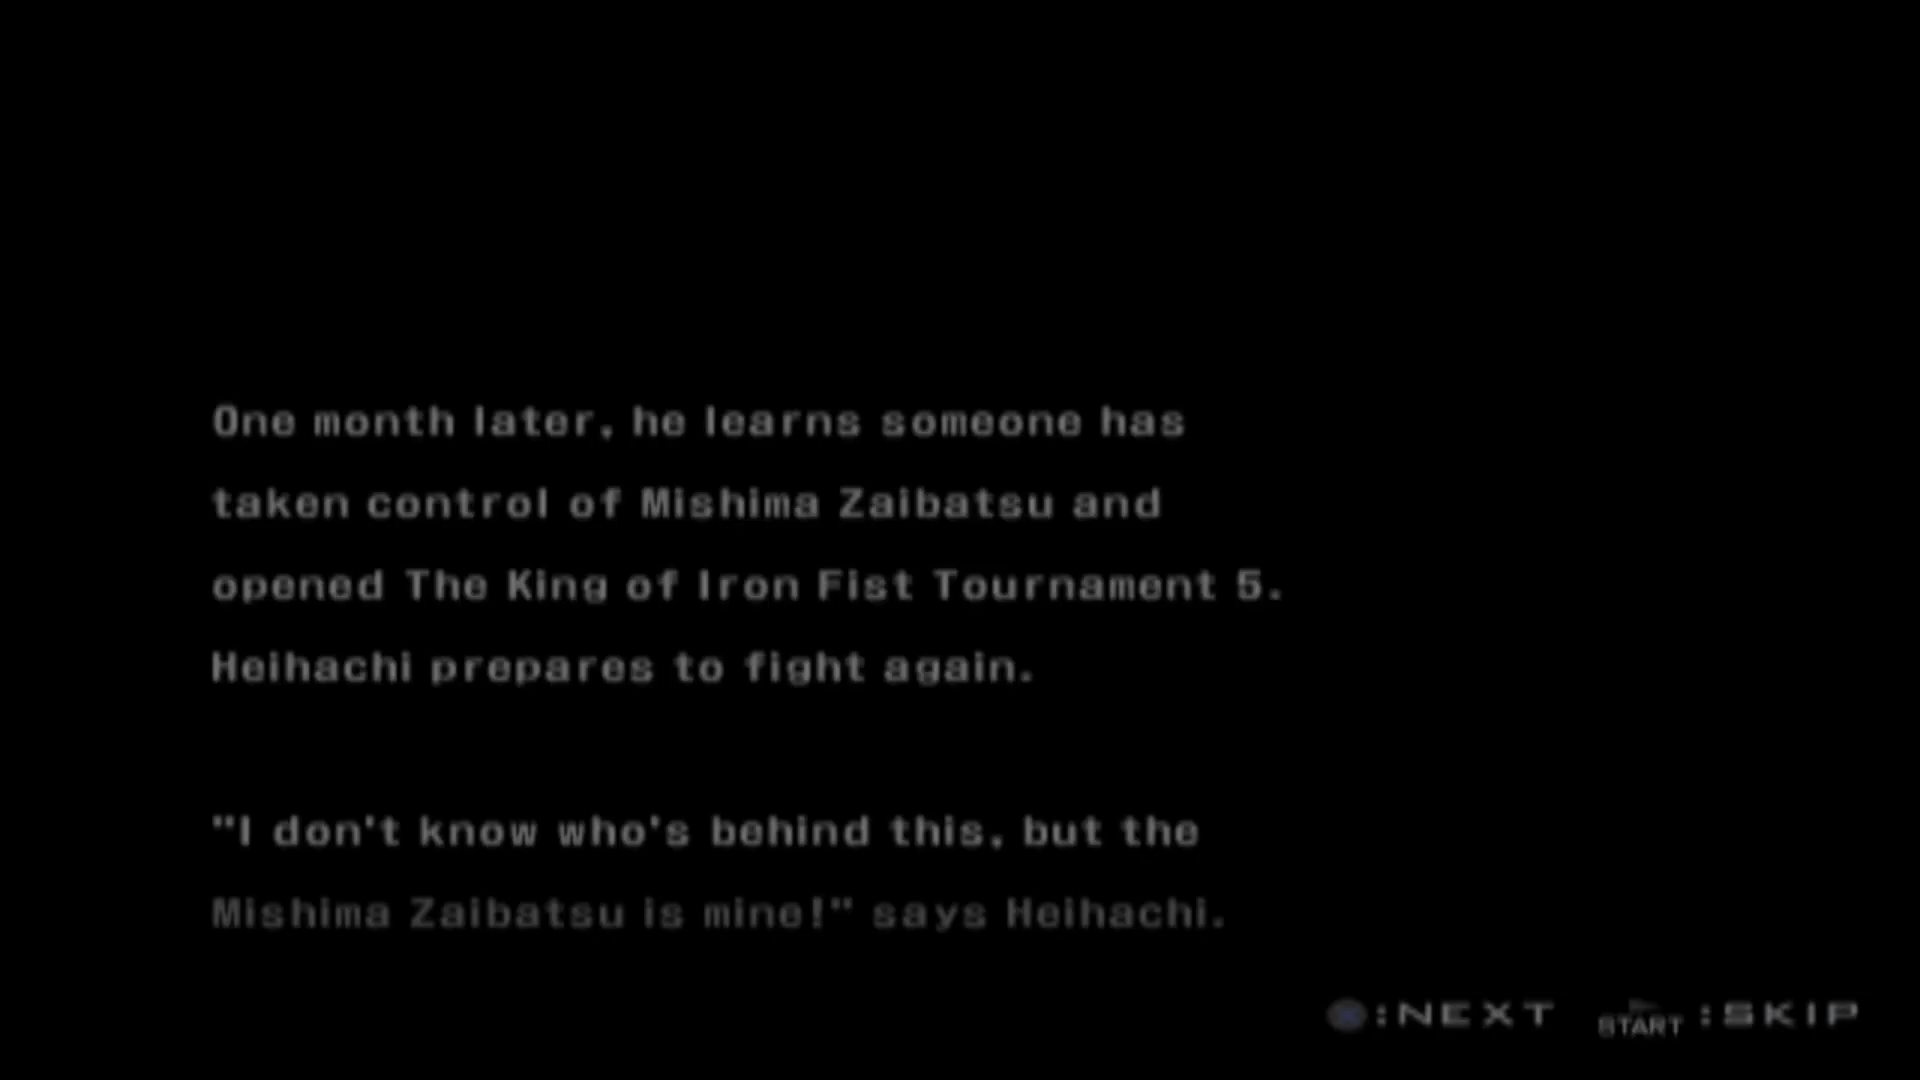 One month later, he learns someone has
taken control of Mishima Zaibatsu and
opened The King of Iron Fist Tournament 5.
Heihachi prepares to fight again.
"I don't know who's behind this, but the
Mishima Zaibatsu is mine!" says Heihachi.
:NEXT START :SKIP